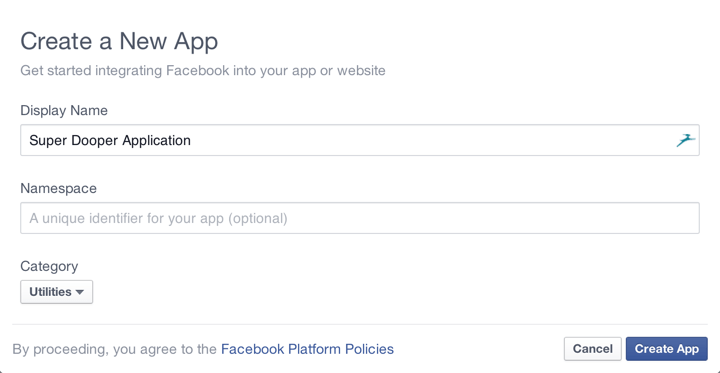 Create a New App
Get started integrating Facebook into your app or website
Display Name
Super Dooper Application
Namespace
A unique identifier for your app (optional)
Category
Utilities
By proceeding, you agree to the Facebook Platform Policies
Cancel
Create App